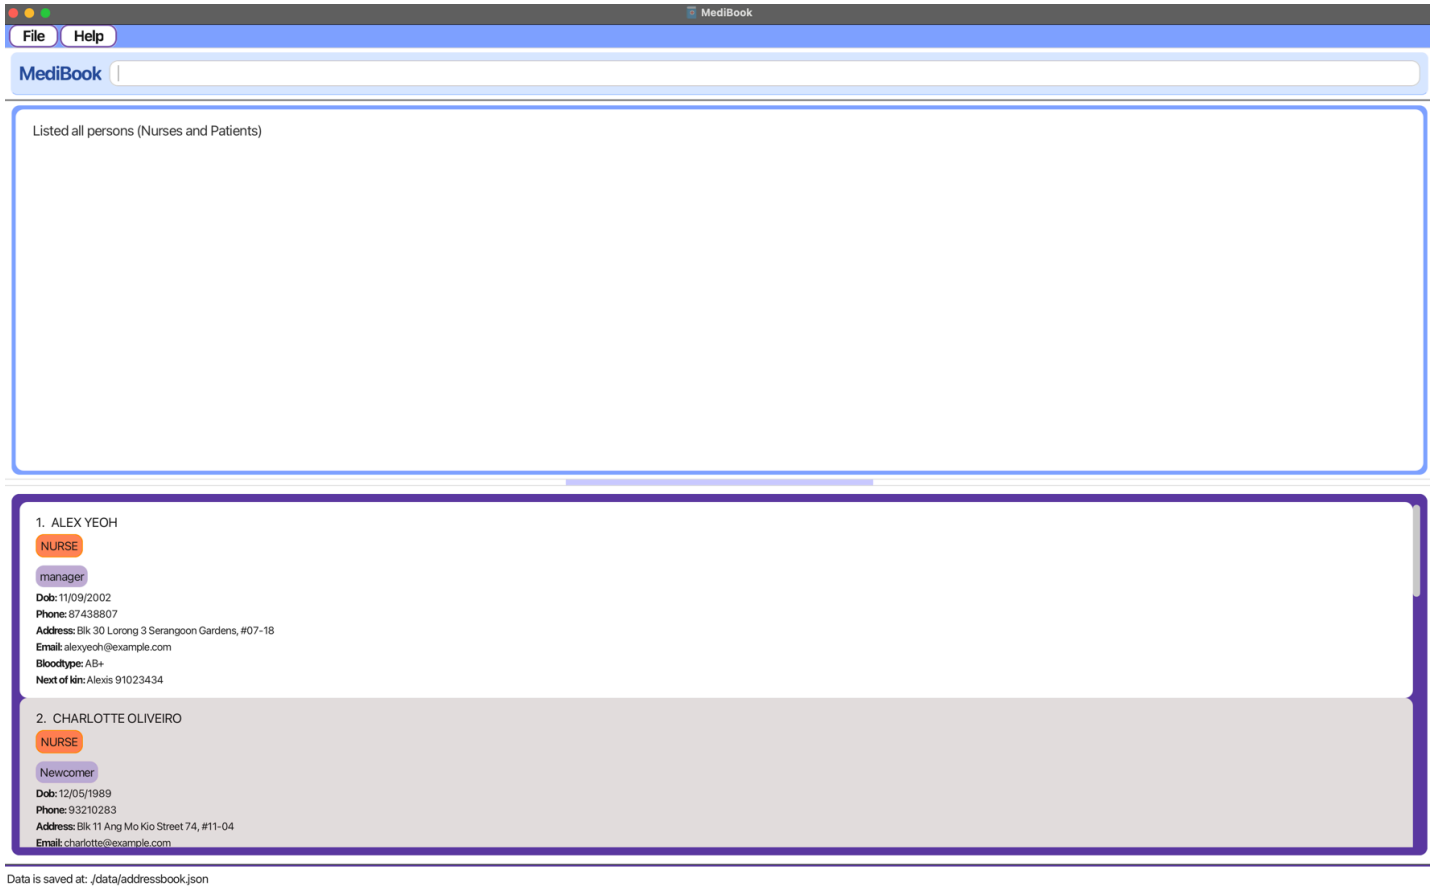 MediBook
File Help
MediBook
Listed all persons (Nurses and Patients)
1. ALEX YEOH
NURSE
manager
Dob: 11/09/2002
Phone: 87438807
Address: Blk 30 Lorong 3 Serangoon Gardens, #07-18
Email: alexyeoh@example.com
Bloodtype: AB+
Next of kin: Alexis 91023434
2. CHARLOTTE OLIVEIRO
NURSE
Newcomer
Dob: 12/05/1989
Phone: 93210283
Address: Blk 11 Ang Mo Kio Street 74, #11-04
Email: charlotte@example.com
Data is saved at: ./data/addressbook.json